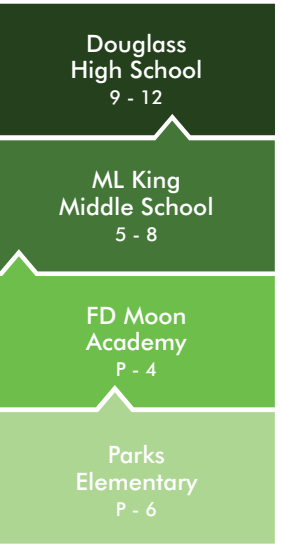 Douglass
High School
9 - 12
ML King
Middle School
5 - 8
FD Moon
Academy
P - 4
Parks
Elementary
P - 6